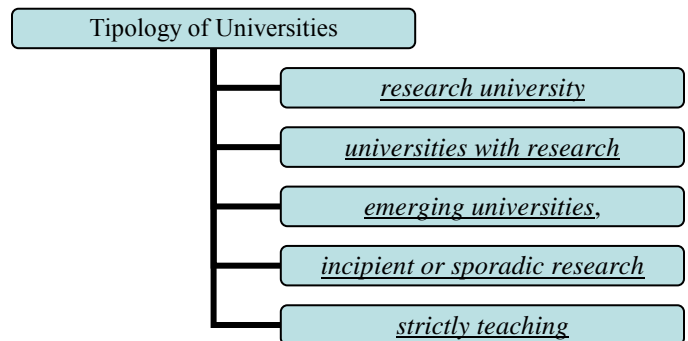 Tipology of Universities
research university
universities with research
emerging universities,
incipient or sporadic research
strictly teaching